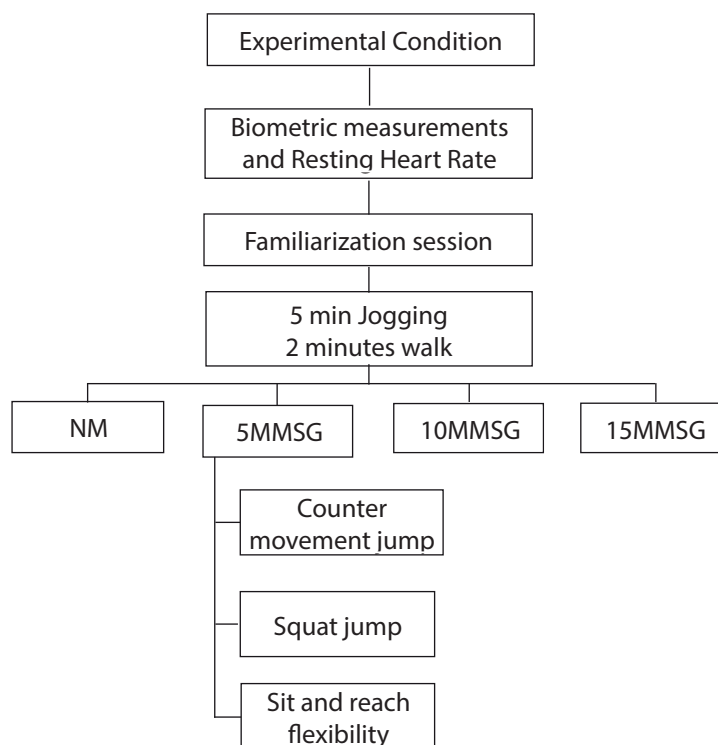 Experimental Condition
Biometric measurements
and Resting Heart Rate
Familiarization session
5 min Jogging
2 minutes walk
NM
5MMSG
10MMSG
15MMSG
Counter
movement jump
Squat jump
Sit and reach
flexibility